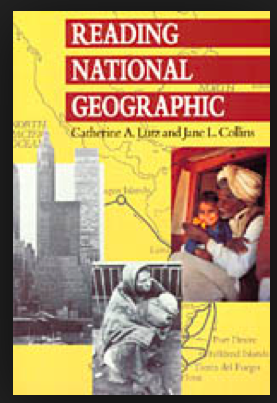 READING
NATIONAL
GEOGRAPHIC
Catherine A. Lutz and Jane L. Collins
NORTH
OCEAN
Islands
Port Desire
Falkland Islands
Tierra del Fuego